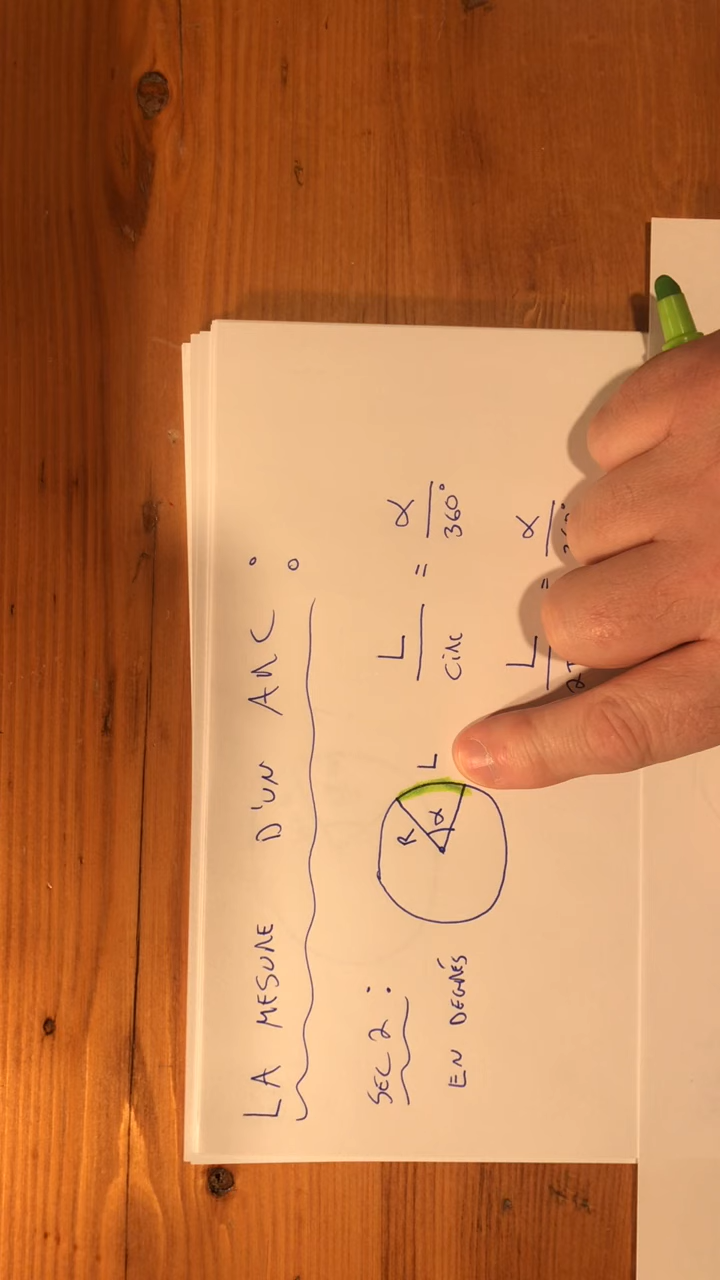 LA MESURE D'UN ARC :
SEC 2 :
EN DEGRÉS
R
α
L
L / CIRC = α / 360°
L / = α /